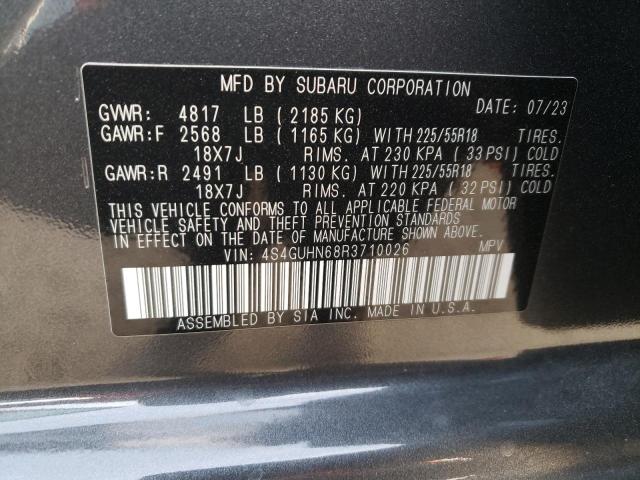 MFD BY SUBARU CORPORATION
GVWR: 4817 LB (2185 KG) DATE: 07/23
GAWR:F 2568 LB (1165 KG) WITH 225/55R18 TIRES.
18X7J RIMS. AT 230 KPA (33 PSI) COLD
GAWR:R 2491 LB (1130 KG) WITH 225/55R18 TIRES.
18X7J RIMS. AT 220 KPA (32 PSI) COLD
THIS VEHICLE CONFORMS TO ALL APPLICABLE FEDERAL MOTOR
VEHICLE SAFETY AND THEFT PREVENTION STANDARDS
IN EFFECT ON THE DATE OF MANUFACTURE SHOWN ABOVE.
VIN: 4S4GUHN68R3710026 MPV
ASSEMBLED BY SIA INC. MADE IN U.S.A.